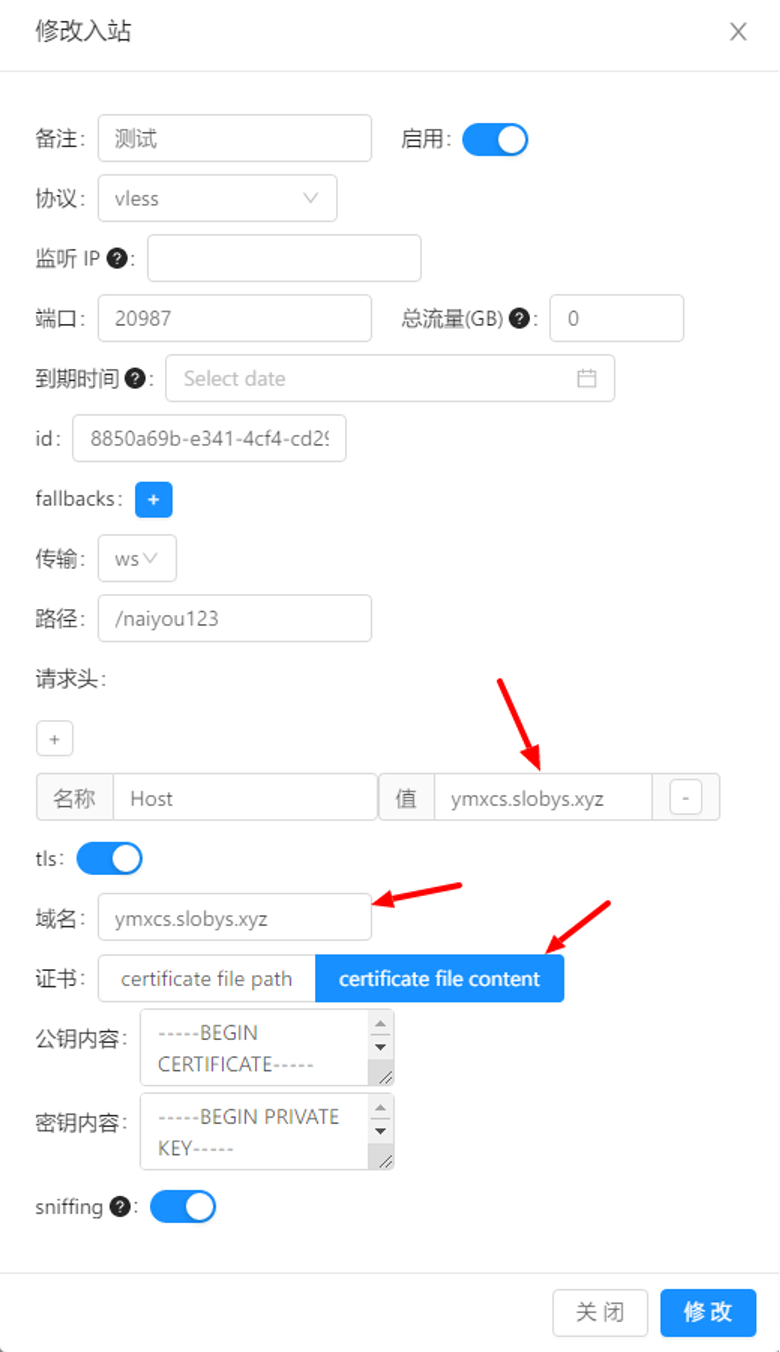 修改入站
备注: 测试 启用:
协议: vless
监听 IP ?:
端口: 20987 总流量(GB) ?: 0
到期时间 ?: Select date
id: 8850a69b-e341-4cf4-cd29
fallbacks: +
传输: ws
路径: /naiyou123
请求头:
+
名称 Host 值 ymxcs.slobys.xyz -
tls:
域名: ymxcs.slobys.xyz
证书: certificate file path certificate file content
公钥内容: -----BEGIN
CERTIFICATE-----
密钥内容: -----BEGIN PRIVATE
KEY-----
sniffing ?:
关 闭 修 改